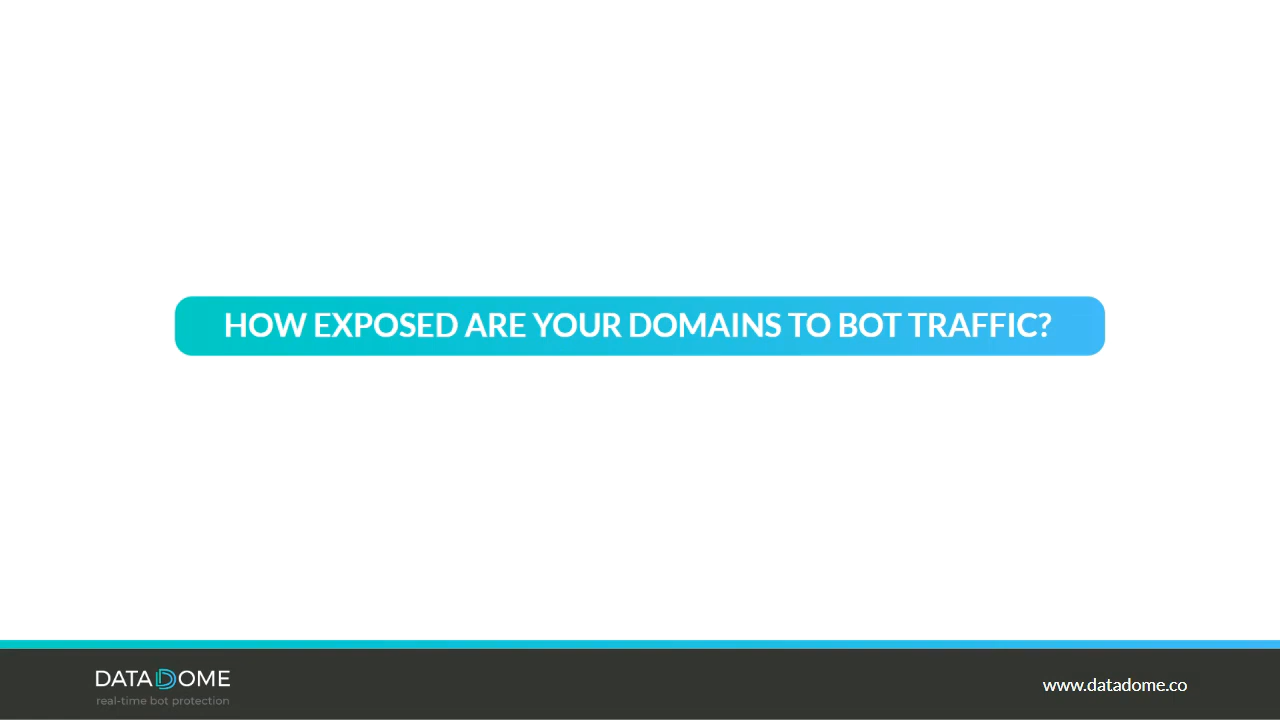 HOW EXPOSED ARE YOUR DOMAINS TO BOT TRAFFIC?
DATADOME
real-time bot protection
www.datadome.co